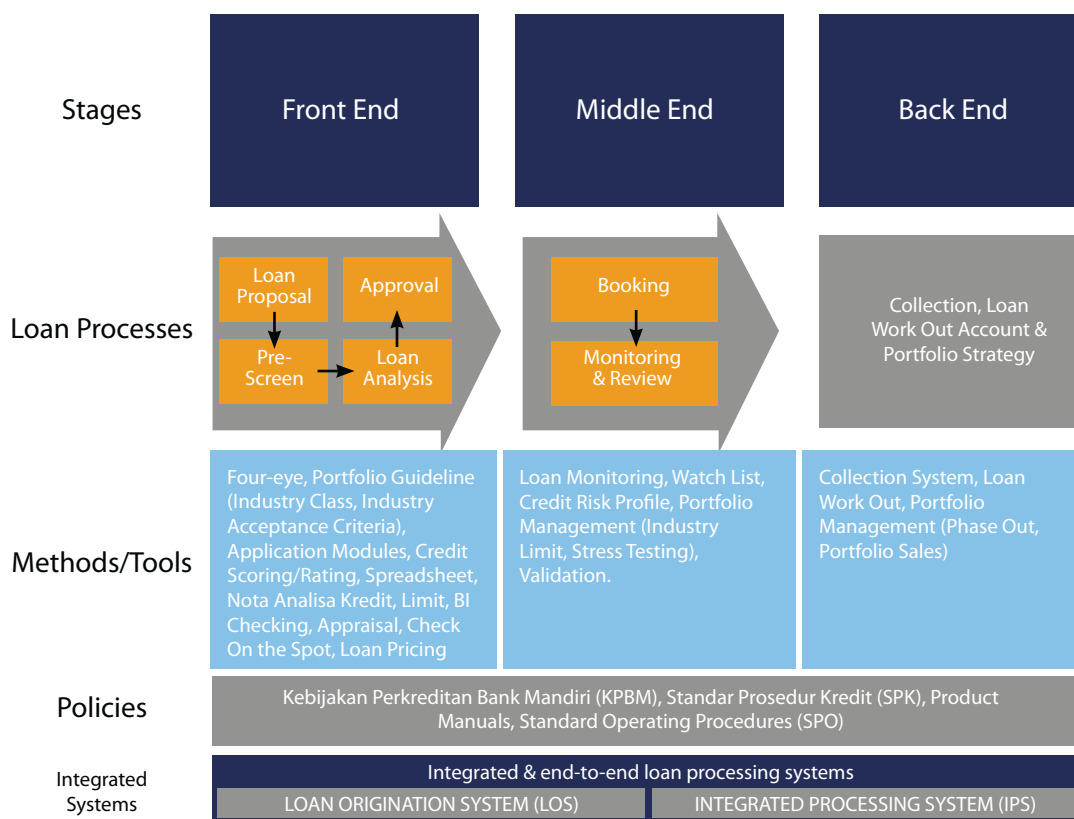 Stages
Front End
Middle End
Back End
Loan Processes
Loan
Proposal
Approval
Pre-
Screen
Loan
Analysis
Booking
Monitoring
& Review
Collection, Loan
Work Out Account &
Portfolio Strategy
Methods/Tools
Four-eye, Portfolio Guideline
(Industry Class, Industry
Acceptance Criteria),
Application Modules, Credit
Scoring/Rating, Spreadsheet,
Nota Analisa Kredit, Limit, BI
Checking, Appraisal, Check
On the Spot, Loan Pricing
Loan Monitoring, Watch List,
Credit Risk Profile, Portfolio
Management (Industry
Limit, Stress Testing),
Validation.
Collection System, Loan
Work Out, Portfolio
Management (Phase Out,
Portfolio Sales)
Policies
Kebijakan Perkreditan Bank Mandiri (KPBM), Standar Prosedur Kredit (SPK), Product
Manuals, Standard Operating Procedures (SPO)
Integrated
Systems
Integrated & end-to-end loan processing systems
LOAN ORIGINATION SYSTEM (LOS)
INTEGRATED PROCESSING SYSTEM (IPS)